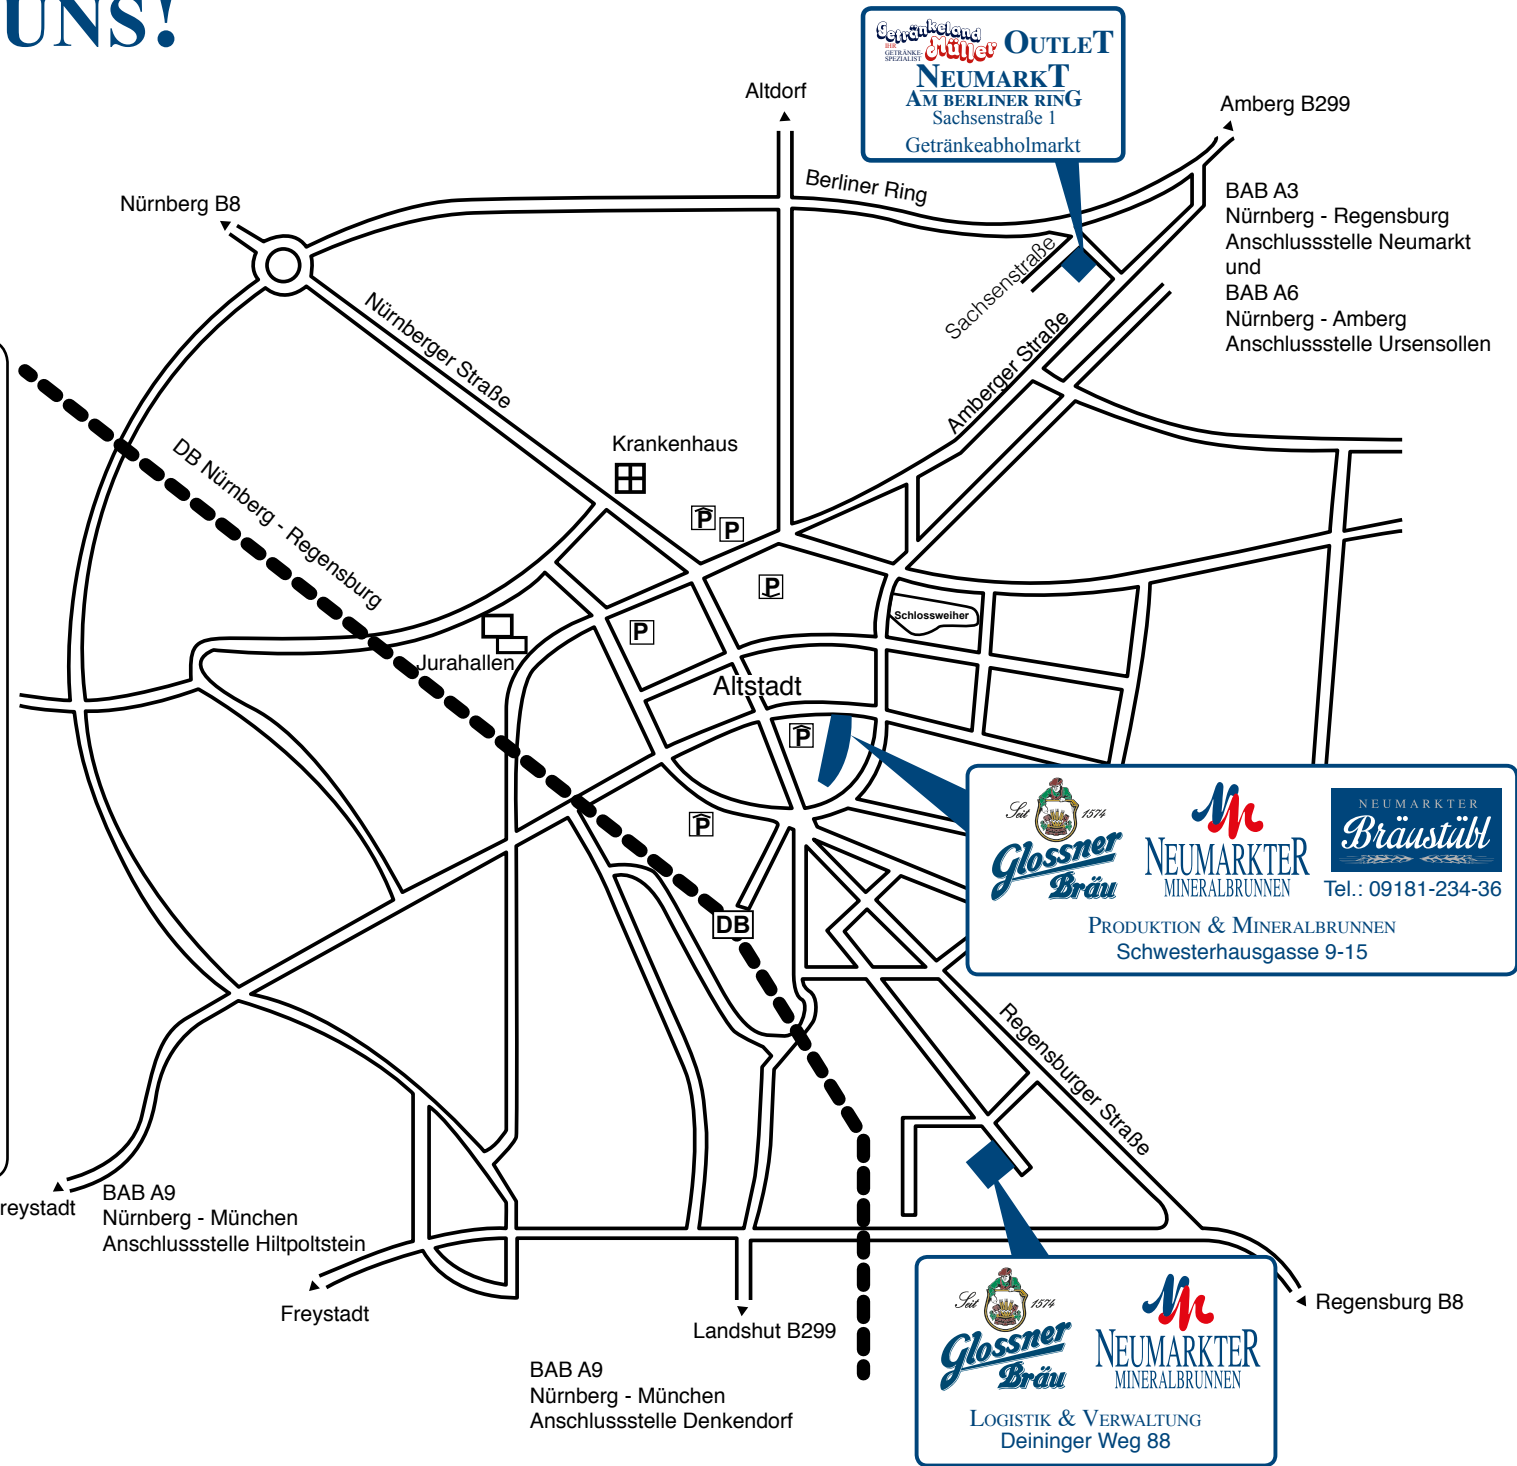 UNS!
Getränkeland
Müller
IHR
GETRÄNKE-
SPEZIALIST
OUTLET
NEUMARKT
AM BERLINER RING
Sachsenstraße 1
Getränkeabholmarkt
Altdorf
Amberg B299
Nürnberg B8
Berliner Ring
BAB A3
Nürnberg - Regensburg
Anschlussstelle Neumarkt
und
BAB A6
Nürnberg - Amberg
Anschlussstelle Ursensollen
Sachsenstraße
Nürnberger Straße
Amberger Straße
DB Nürnberg - Regensburg
Krankenhaus
P
P
P
P
Schlossweiher
Jurahallen
Altstadt
P
P
DB
Seit 1574
Glossner
Bräu
NEUMARKTER
MINERALBRUNNEN
NEUMARKTER
Bräustübl
Tel.: 09181-234-36
PRODUKTION & MINERALBRUNNEN
Schwesterhausgasse 9-15
Regensburger Straße
reystadt
BAB A9
Nürnberg - München
Anschlussstelle Hiltpoltstein
Freystadt
Landshut B299
Regensburg B8
BAB A9
Nürnberg - München
Anschlussstelle Denkendorf
Seit 1574
Glossner
Bräu
NEUMARKTER
MINERALBRUNNEN
LOGISTIK & VERWALTUNG
Deininger Weg 88